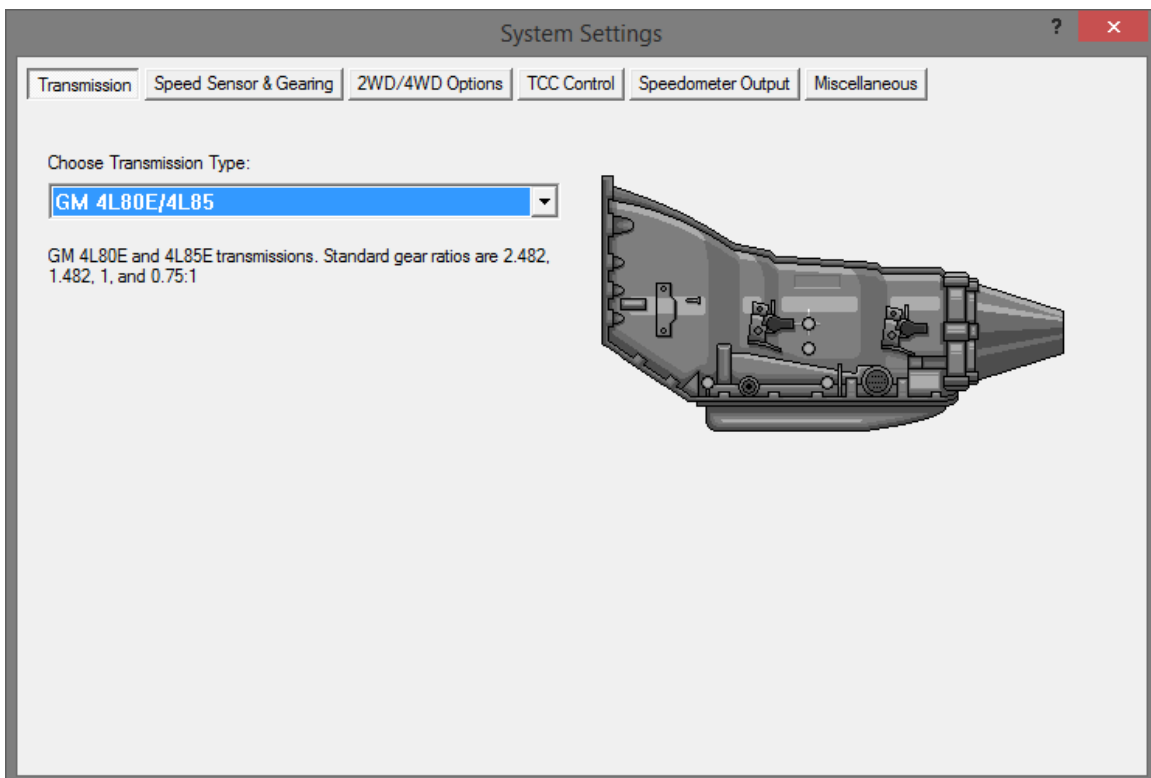 System Settings
?
×
Transmission
Speed Sensor & Gearing
2WD/4WD Options
TCC Control
Speedometer Output
Miscellaneous
Choose Transmission Type:
GM 4L80E/4L85
GM 4L80E and 4L85E transmissions. Standard gear ratios are 2.482,
1.482, 1, and 0.75:1